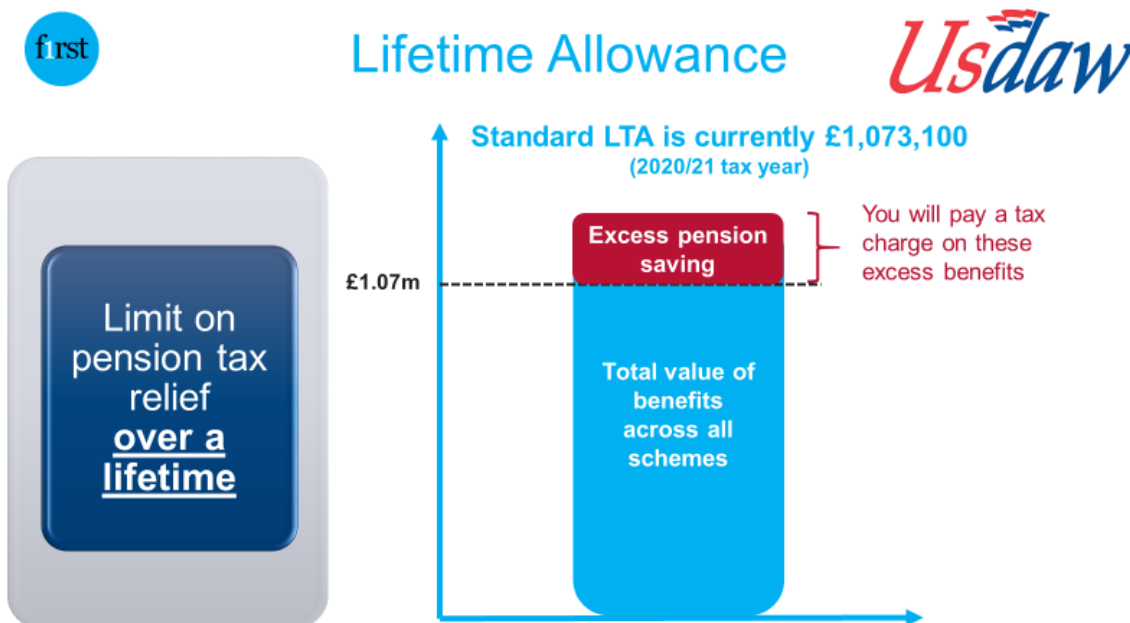 first
Lifetime Allowance
Usdaw
Limit on
pension tax
relief
over a
lifetime
Standard LTA is currently £1,073,100
(2020/21 tax year)
Excess pension
saving
You will pay a tax
charge on these
excess benefits
£1.07m
Total value of
benefits
across all
schemes